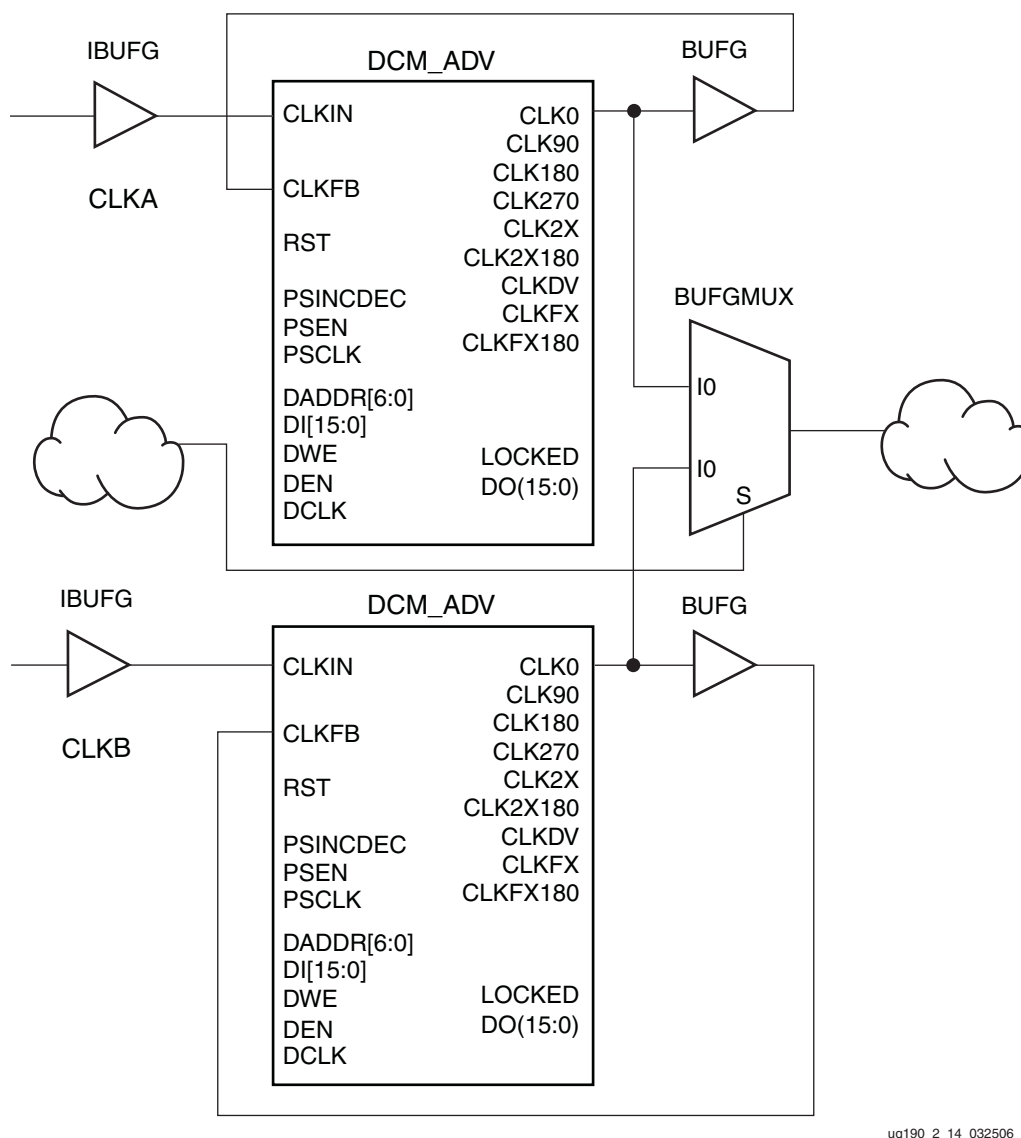 IBUFG
DCM_ADV
BUFG
CLKIN
CLK0
CLK90
CLK180
CLKFB
CLK270
CLKA
CLK2X
RST
CLK2X180
CLKDV
PSINCDEC
CLKFX
PSEN
CLKFX180
PSCLK
BUFGMUX
I0
DADDR[6:0]
DI[15:0]
DWE
LOCKED
I0
DEN
DO(15:0)
S
DCLK
IBUFG
DCM_ADV
BUFG
CLKIN
CLK0
CLK90
CLK180
CLKFB
CLK270
CLKB
CLK2X
RST
CLK2X180
CLKDV
PSINCDEC
CLKFX
PSEN
CLKFX180
PSCLK
DADDR[6:0]
DI[15:0]
DWE
LOCKED
DEN
DO(15:0)
DCLK
ug190_2_14_032506